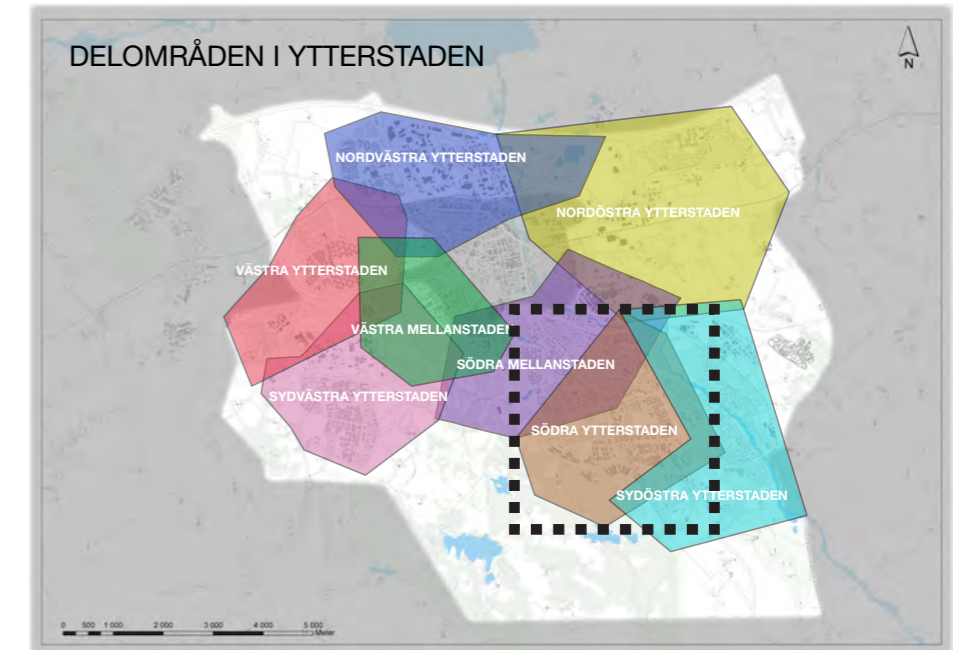 DELOMRÅDEN I YTTERSTADEN
N
NORDVÄSTRA YTTERSTADEN
NORDÖSTRA YTTERSTADEN
VÄSTRA YTTERSTADEN
VÄSTRA MELLANSTADEN
SÖDRA MELLANSTADEN
SYDVÄSTRA YTTERSTADEN
SÖDRA YTTERSTADEN
SYDÖSTRA YTTERSTADEN
0 500 1 000 2 000 3 000 4 000 5 000
Meter